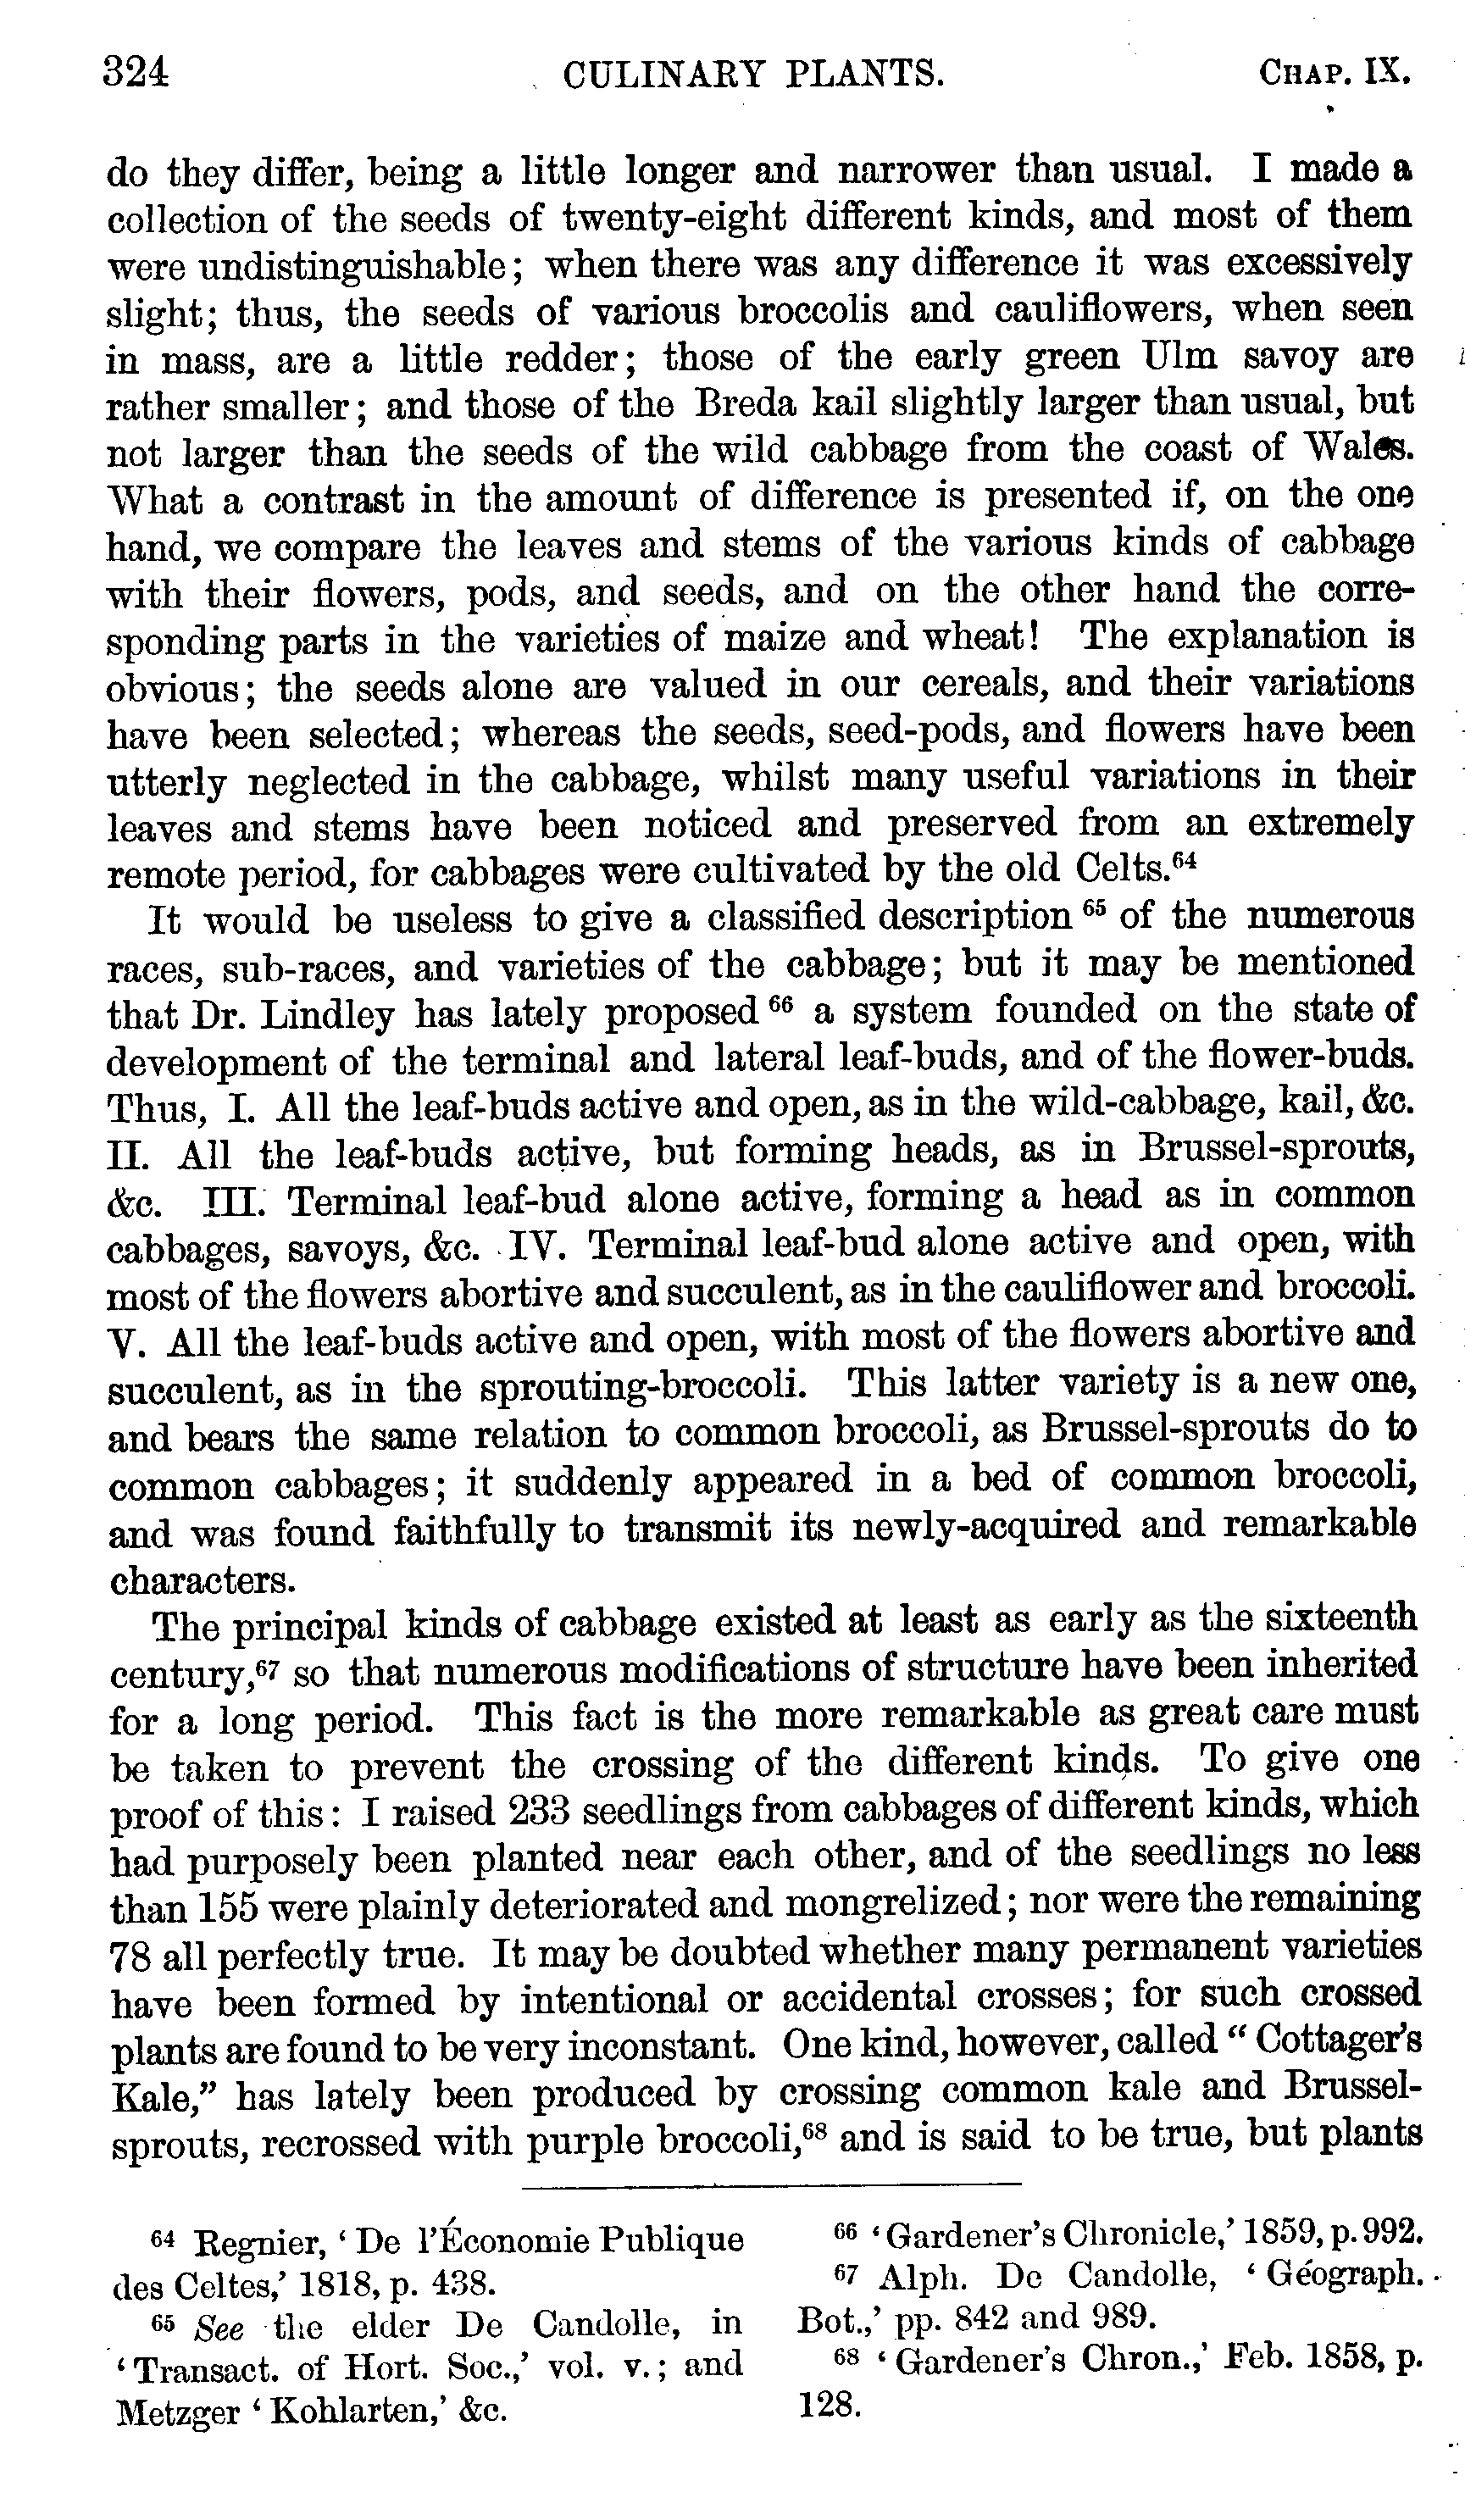 324 CULINARY PLANTS. CHAP. IX.
do they differ, being a little longer and narrower than usual. I made a
collection of the seeds of twenty-eight different kinds, and most of them
were undistinguishable; when there was any difference it was excessively
slight; thus, the seeds of various broccolis and cauliflowers, when seen
in mass, are a little redder; those of the early green Ulm savoy are
rather smaller; and those of the Breda kail slightly larger than usual, but
not larger than the seeds of the wild cabbage from the coast of Wales.
What a contrast in the amount of difference is presented if, on the one
hand, we compare the leaves and stems of the various kinds of cabbage
with their flowers, pods, and seeds, and on the other hand the corre-
sponding parts in the varieties of maize and wheat! The explanation is
obvious; the seeds alone are valued in our cereals, and their variations
have been selected; whereas the seeds, seed-pods, and flowers have been
utterly neglected in the cabbage, whilst many useful variations in their
leaves and stems have been noticed and preserved from an extremely
remote period, for cabbages were cultivated by the old Celts.⁶⁴
It would be useless to give a classified description ⁶⁵ of the numerous
races, sub-races, and varieties of the cabbage; but it may be mentioned
that Dr. Lindley has lately proposed ⁶⁶ a system founded on the state of
development of the terminal and lateral leaf-buds, and of the flower-buds.
Thus, I. All the leaf-buds active and open, as in the wild-cabbage, kail, &c.
II. All the leaf-buds active, but forming heads, as in Brussel-sprouts,
&c. III. Terminal leaf-bud alone active, forming a head as in common
cabbages, savoys, &c. IV. Terminal leaf-bud alone active and open, with
most of the flowers abortive and succulent, as in the cauliflower and broccoli.
V. All the leaf-buds active and open, with most of the flowers abortive and
succulent, as in the sprouting-broccoli. This latter variety is a new one,
and bears the same relation to common broccoli, as Brussel-sprouts do to
common cabbages; it suddenly appeared in a bed of common broccoli,
and was found faithfully to transmit its newly-acquired and remarkable
characters.
The principal kinds of cabbage existed at least as early as the sixteenth
century,⁶⁷ so that numerous modifications of structure have been inherited
for a long period. This fact is the more remarkable as great care must
be taken to prevent the crossing of the different kinds. To give one
proof of this: I raised 233 seedlings from cabbages of different kinds, which
had purposely been planted near each other, and of the seedlings no less
than 155 were plainly deteriorated and mongrelized; nor were the remaining
78 all perfectly true. It may be doubted whether many permanent varieties
have been formed by intentional or accidental crosses; for such crossed
plants are found to be very inconstant. One kind, however, called “ Cottager’s
Kale,” has lately been produced by crossing common kale and Brussel-
sprouts, recrossed with purple broccoli,⁶⁸ and is said to be true, but plants
⁶⁴ Regnier, ‘ De l’Économie Publique
des Celtes,’ 1818, p. 438.
⁶⁵ See the elder De Candolle, in
‘ Transact. of Hort. Soc.,’ vol. v.; and
Metzger ‘ Kohlarten,’ &c.
⁶⁶ ‘ Gardener’s Chronicle,’ 1859, p. 992.
⁶⁷ Alph. De Candolle, ‘ Géograph.
Bot.,’ pp. 842 and 989.
⁶⁸ ‘ Gardener’s Chron.,’ Feb. 1858, p.
128.